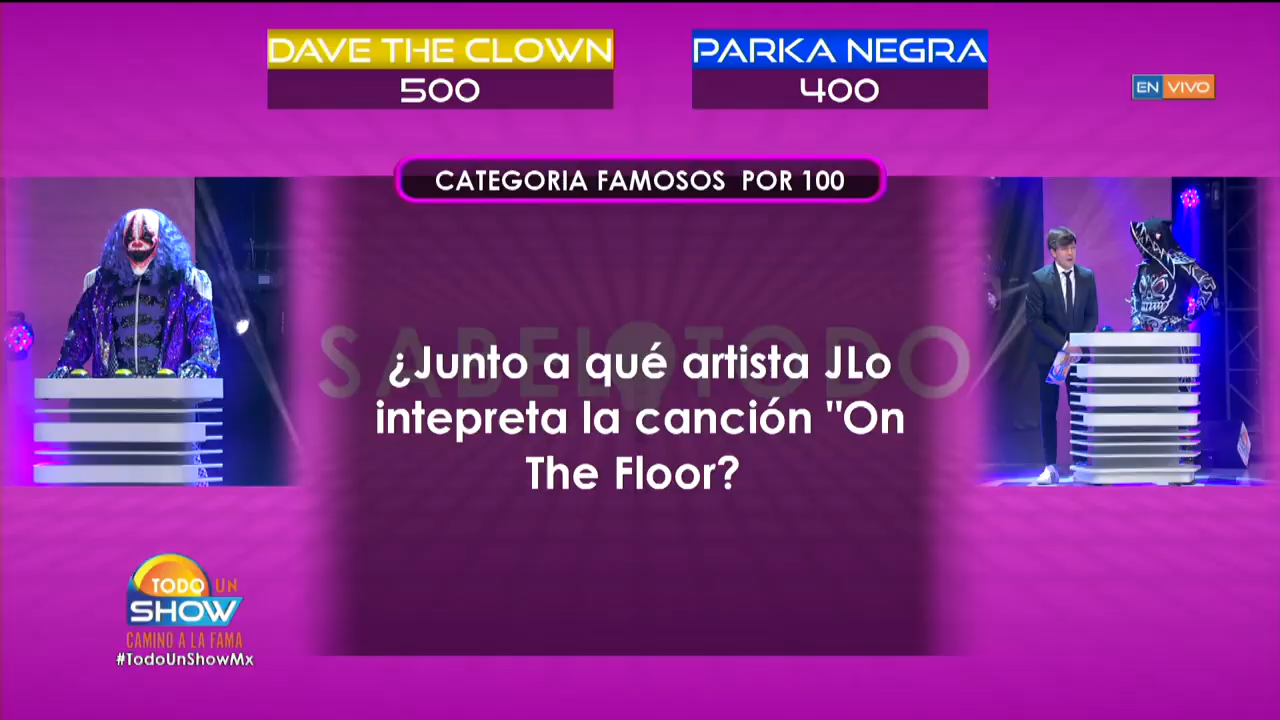 DAVE THE CLOWN
500
PARKA NEGRA
400
EN VIVO
CATEGORIA FAMOSOS POR 100
SABELOTODO
¿Junto a qué artista JLo
intepreta la canción "On
The Floor?
TODO UN
SHOW
CAMINO A LA FAMA
#TodoUnShowMx